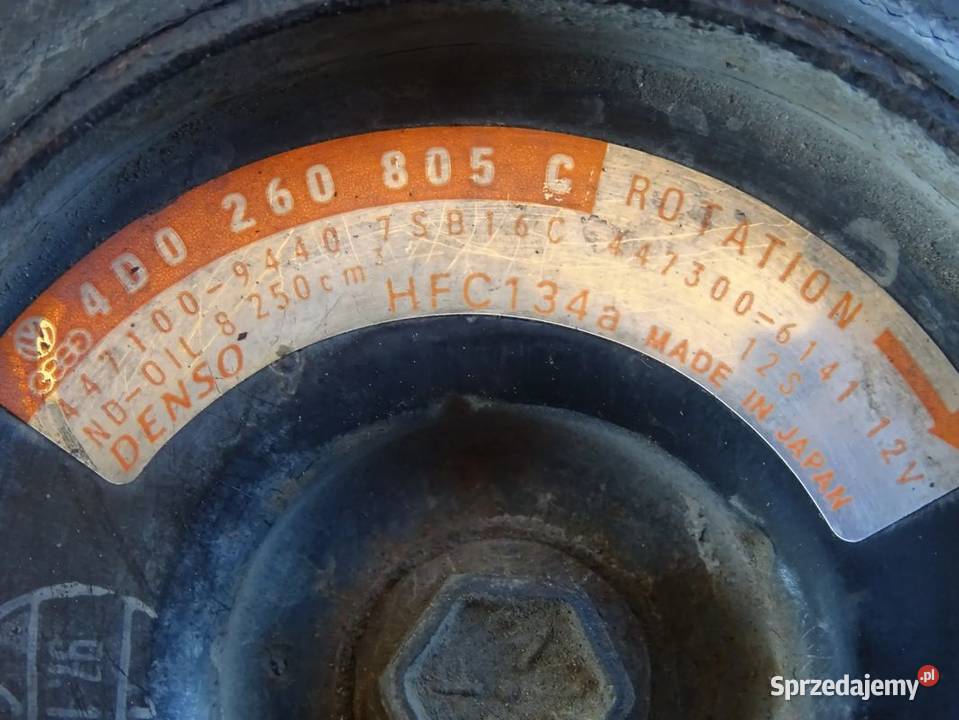 4D0 260 805 C
ROTATION
447100-9440 7SB16C 447300-6141 12V
ND-OIL 8 250cm³ 12S
DENSO HFC134a MADE IN JAPAN
Sprzedajemy.pl